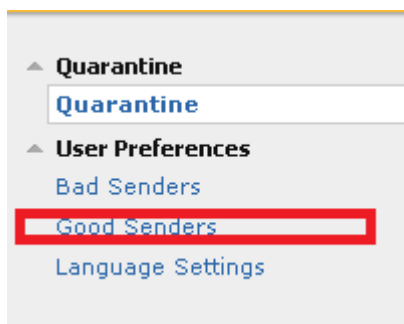 Quarantine
Quarantine
User Preferences
Bad Senders
Good Senders
Language Settings